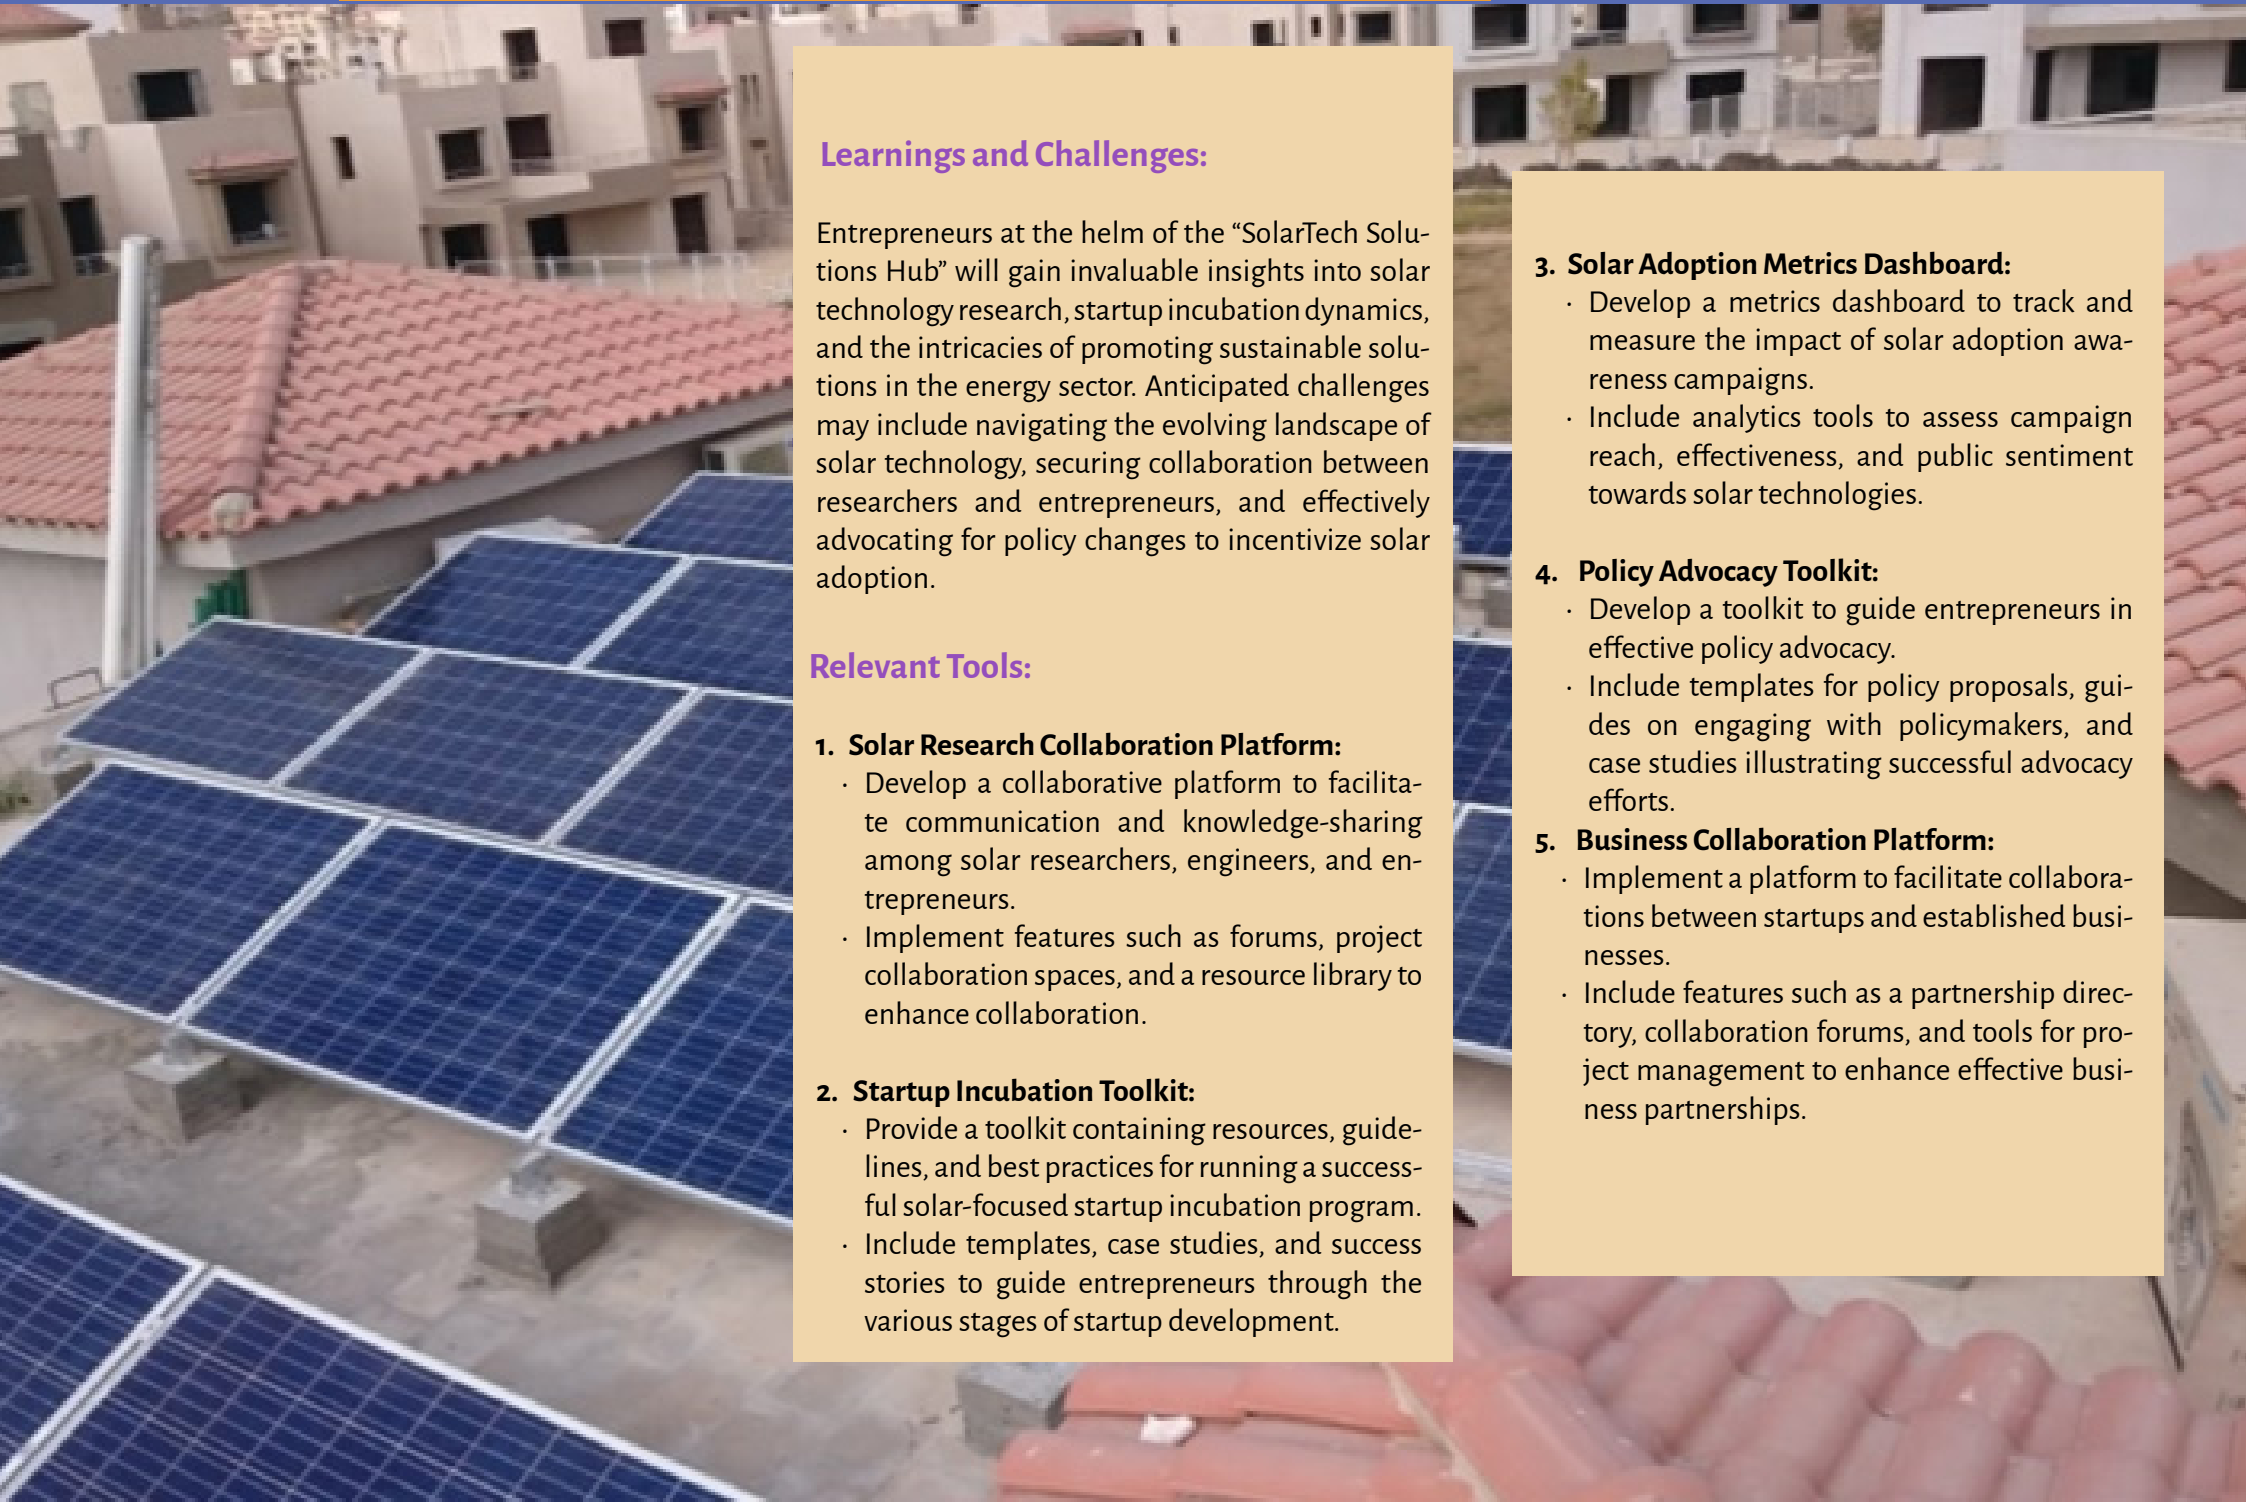 Learnings and Challenges:
Entrepreneurs at the helm of the “SolarTech Solu-
tions Hub” will gain invaluable insights into solar
technology research, startup incubation dynamics,
and the intricacies of promoting sustainable solu-
tions in the energy sector. Anticipated challenges
may include navigating the evolving landscape of
solar technology, securing collaboration between
researchers and entrepreneurs, and effectively
advocating for policy changes to incentivize solar
adoption.
Relevant Tools:
1. Solar Research Collaboration Platform:
· Develop a collaborative platform to facilita-
te communication and knowledge-sharing
among solar researchers, engineers, and en-
trepreneurs.
· Implement features such as forums, project
collaboration spaces, and a resource library to
enhance collaboration.
2. Startup Incubation Toolkit:
· Provide a toolkit containing resources, guide-
lines, and best practices for running a success-
ful solar-focused startup incubation program.
· Include templates, case studies, and success
stories to guide entrepreneurs through the
various stages of startup development.
3. Solar Adoption Metrics Dashboard:
· Develop a metrics dashboard to track and
measure the impact of solar adoption awa-
reness campaigns.
· Include analytics tools to assess campaign
reach, effectiveness, and public sentiment
towards solar technologies.
4. Policy Advocacy Toolkit:
· Develop a toolkit to guide entrepreneurs in
effective policy advocacy.
· Include templates for policy proposals, gui-
des on engaging with policymakers, and
case studies illustrating successful advocacy
efforts.
5. Business Collaboration Platform:
· Implement a platform to facilitate collabora-
tions between startups and established busi-
nesses.
· Include features such as a partnership direc-
tory, collaboration forums, and tools for pro-
ject management to enhance effective busi-
ness partnerships.